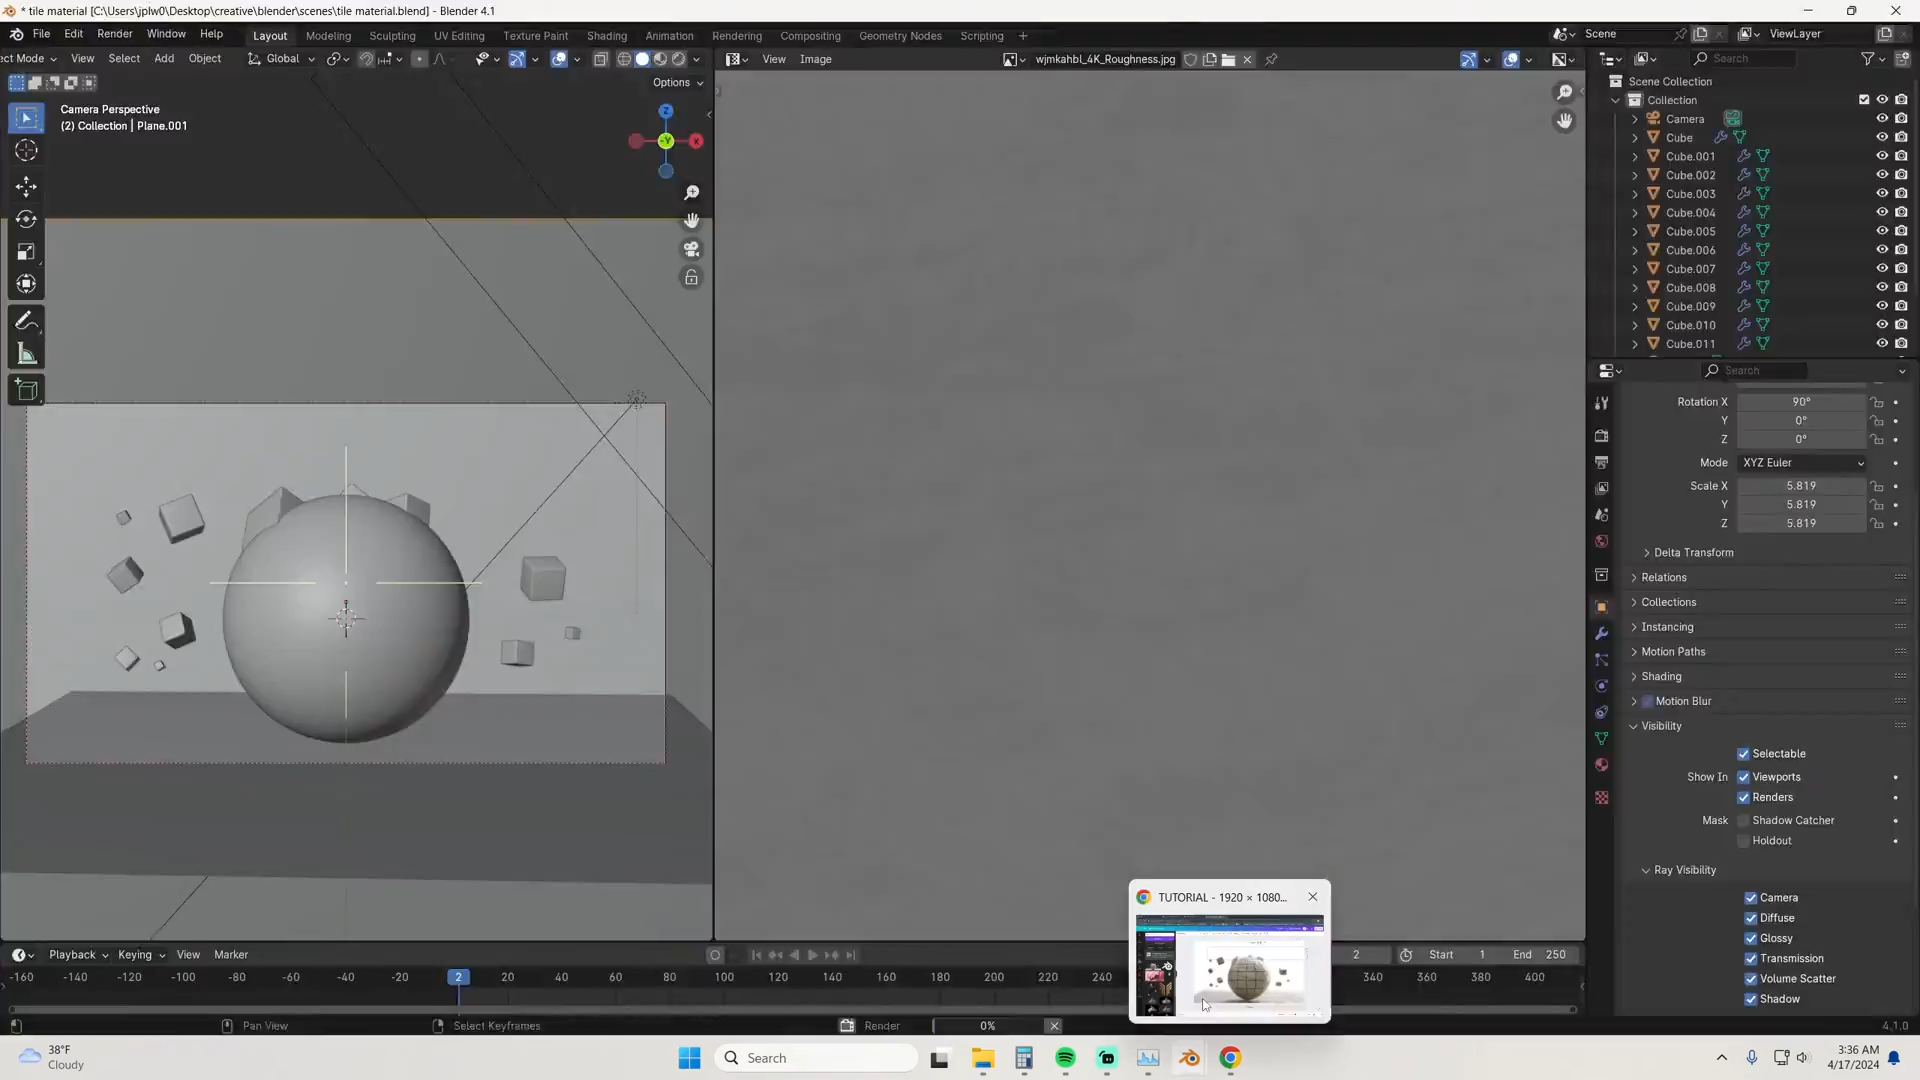 * tile material [C:\Users\jplw0\Desktop\creative\blender\scenes\tile material.blend] - Blender 4.1
File Edit Render Window Help Layout Modeling Sculpting UV Editing Texture Paint Shading Animation Rendering Compositing Geometry Nodes Scripting + Scene ViewLayer
ect Mode View Select Add Object Global View Image wjmkahbl_4K_Roughness.jpg Search
Options
Camera Perspective
(2) Collection | Plane.001
Z
-Y
X
Scene Collection
Collection
Camera
Cube
Cube.001
Cube.002
Cube.003
Cube.004
Cube.005
Cube.006
Cube.007
Cube.008
Cube.009
Cube.010
Cube.011
Search
Rotation X 90°
Y 0°
Z 0°
Mode XYZ Euler
Scale X 5.819
Y 5.819
Z 5.819
Delta Transform
Relations
Collections
Instancing
Motion Paths
Shading
Motion Blur
Visibility
Selectable
Show In Viewports
Renders
Mask Shadow Catcher
Holdout
Ray Visibility
Camera
Diffuse
Glossy
Transmission
Volume Scatter
Shadow
TUTORIAL - 1920 × 1080...
Playback Keying View Marker 2 Start 1 End 250
-160 -140 -120 -100 -80 -60 -40 -20 2 20 40 60 80 100 120 140 160 180 200 220 240 340 360 380 400
Pan View Select Keyframes Render 0% 4.1.0
38°F
Cloudy
Search
3:36 AM
4/17/2024